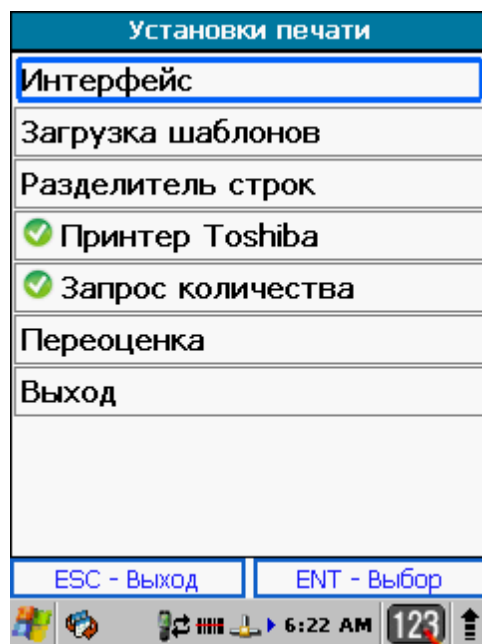 Установки печати
Интерфейс
Загрузка шаблонов
Разделитель строк
Принтер Toshiba
Запрос количества
Переоценка
Выход
ESC - Выход ENT - Выбор
6:22 AM 123